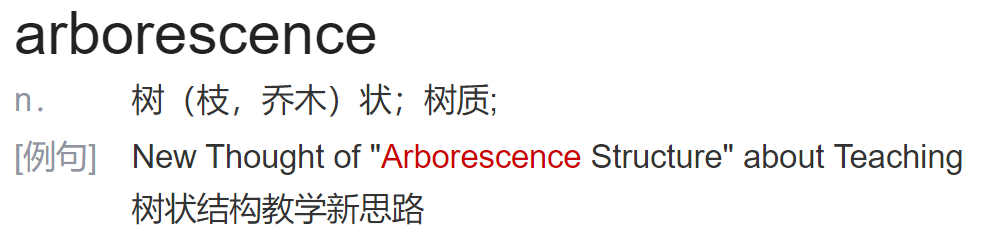 arborescence
n. 树（枝，乔木）状；树质;
[例句] New Thought of "Arborescence Structure" about Teaching
树状结构教学新思路